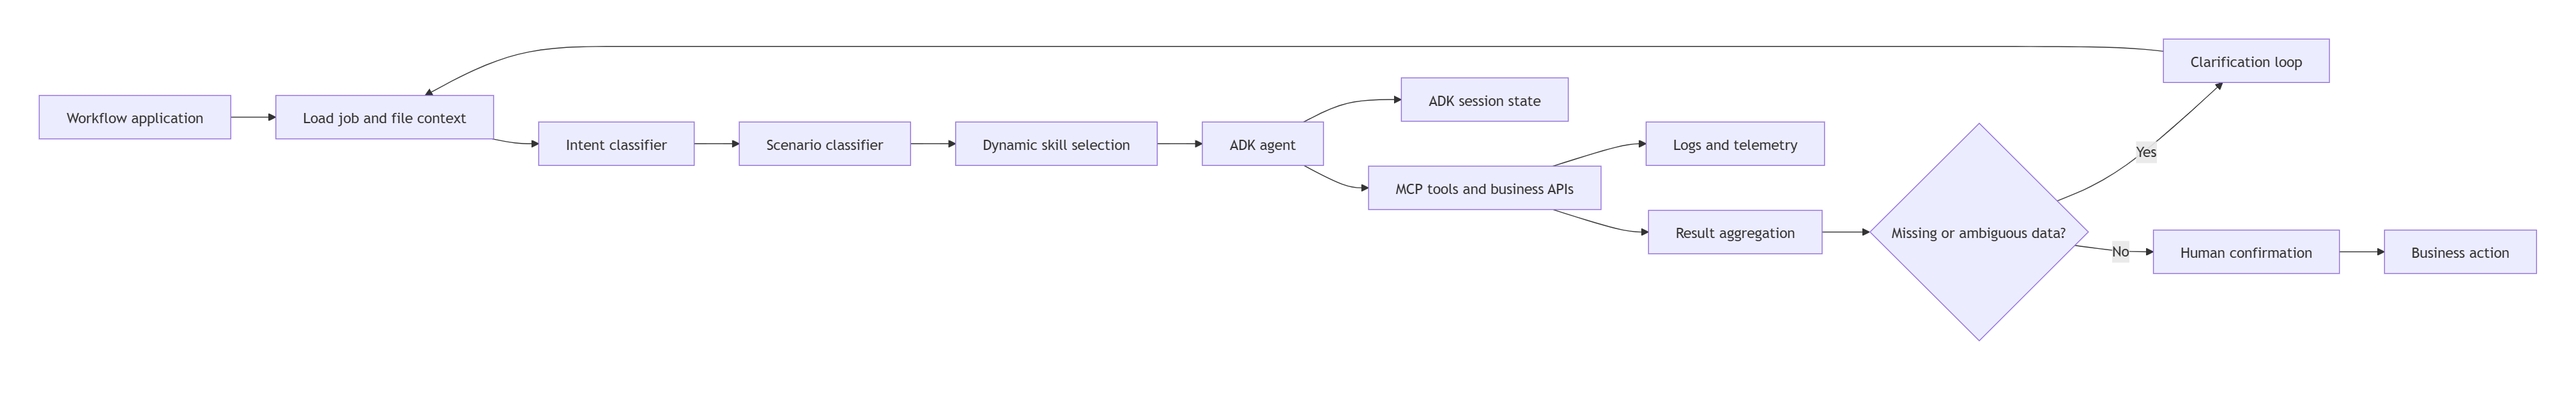 Workflow application
Load job and file context
Intent classifier
Scenario classifier
Dynamic skill selection
ADK agent
ADK session state
MCP tools and business APIs
Logs and telemetry
Result aggregation
Missing or ambiguous data?
Yes
Clarification loop
No
Human confirmation
Business action